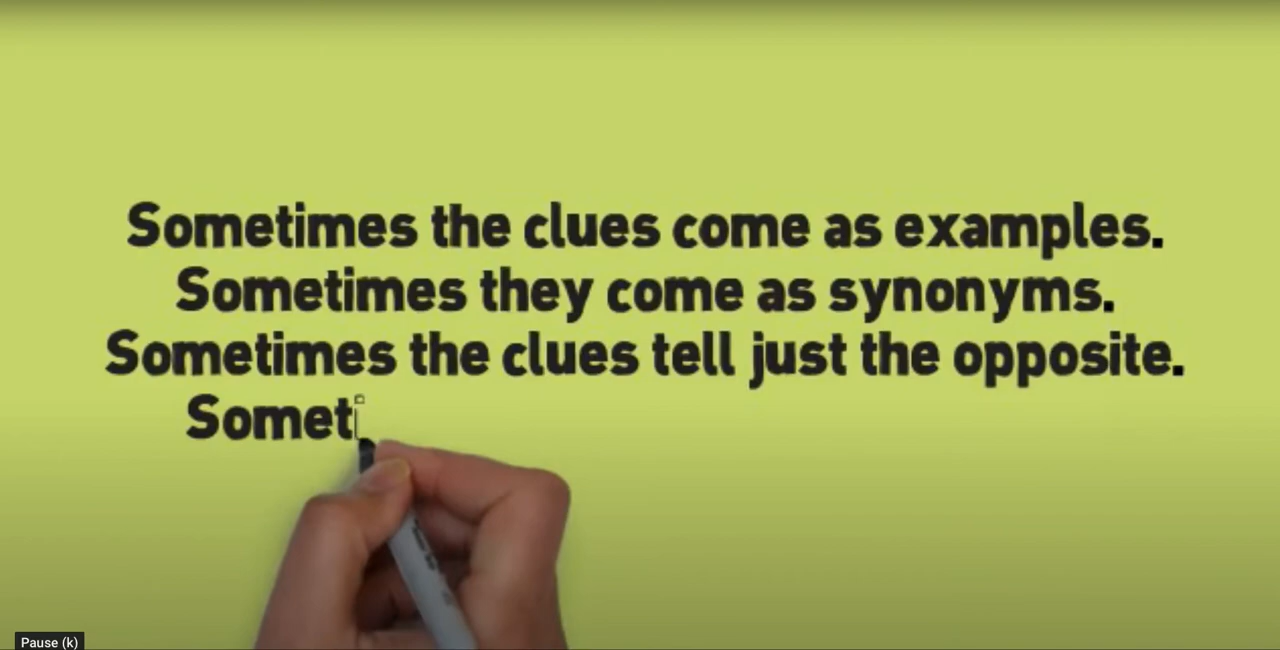 Sometimes the clues come as examples.
Sometimes they come as synonyms.
Sometimes the clues tell just the opposite.
Someti
Pause (k)